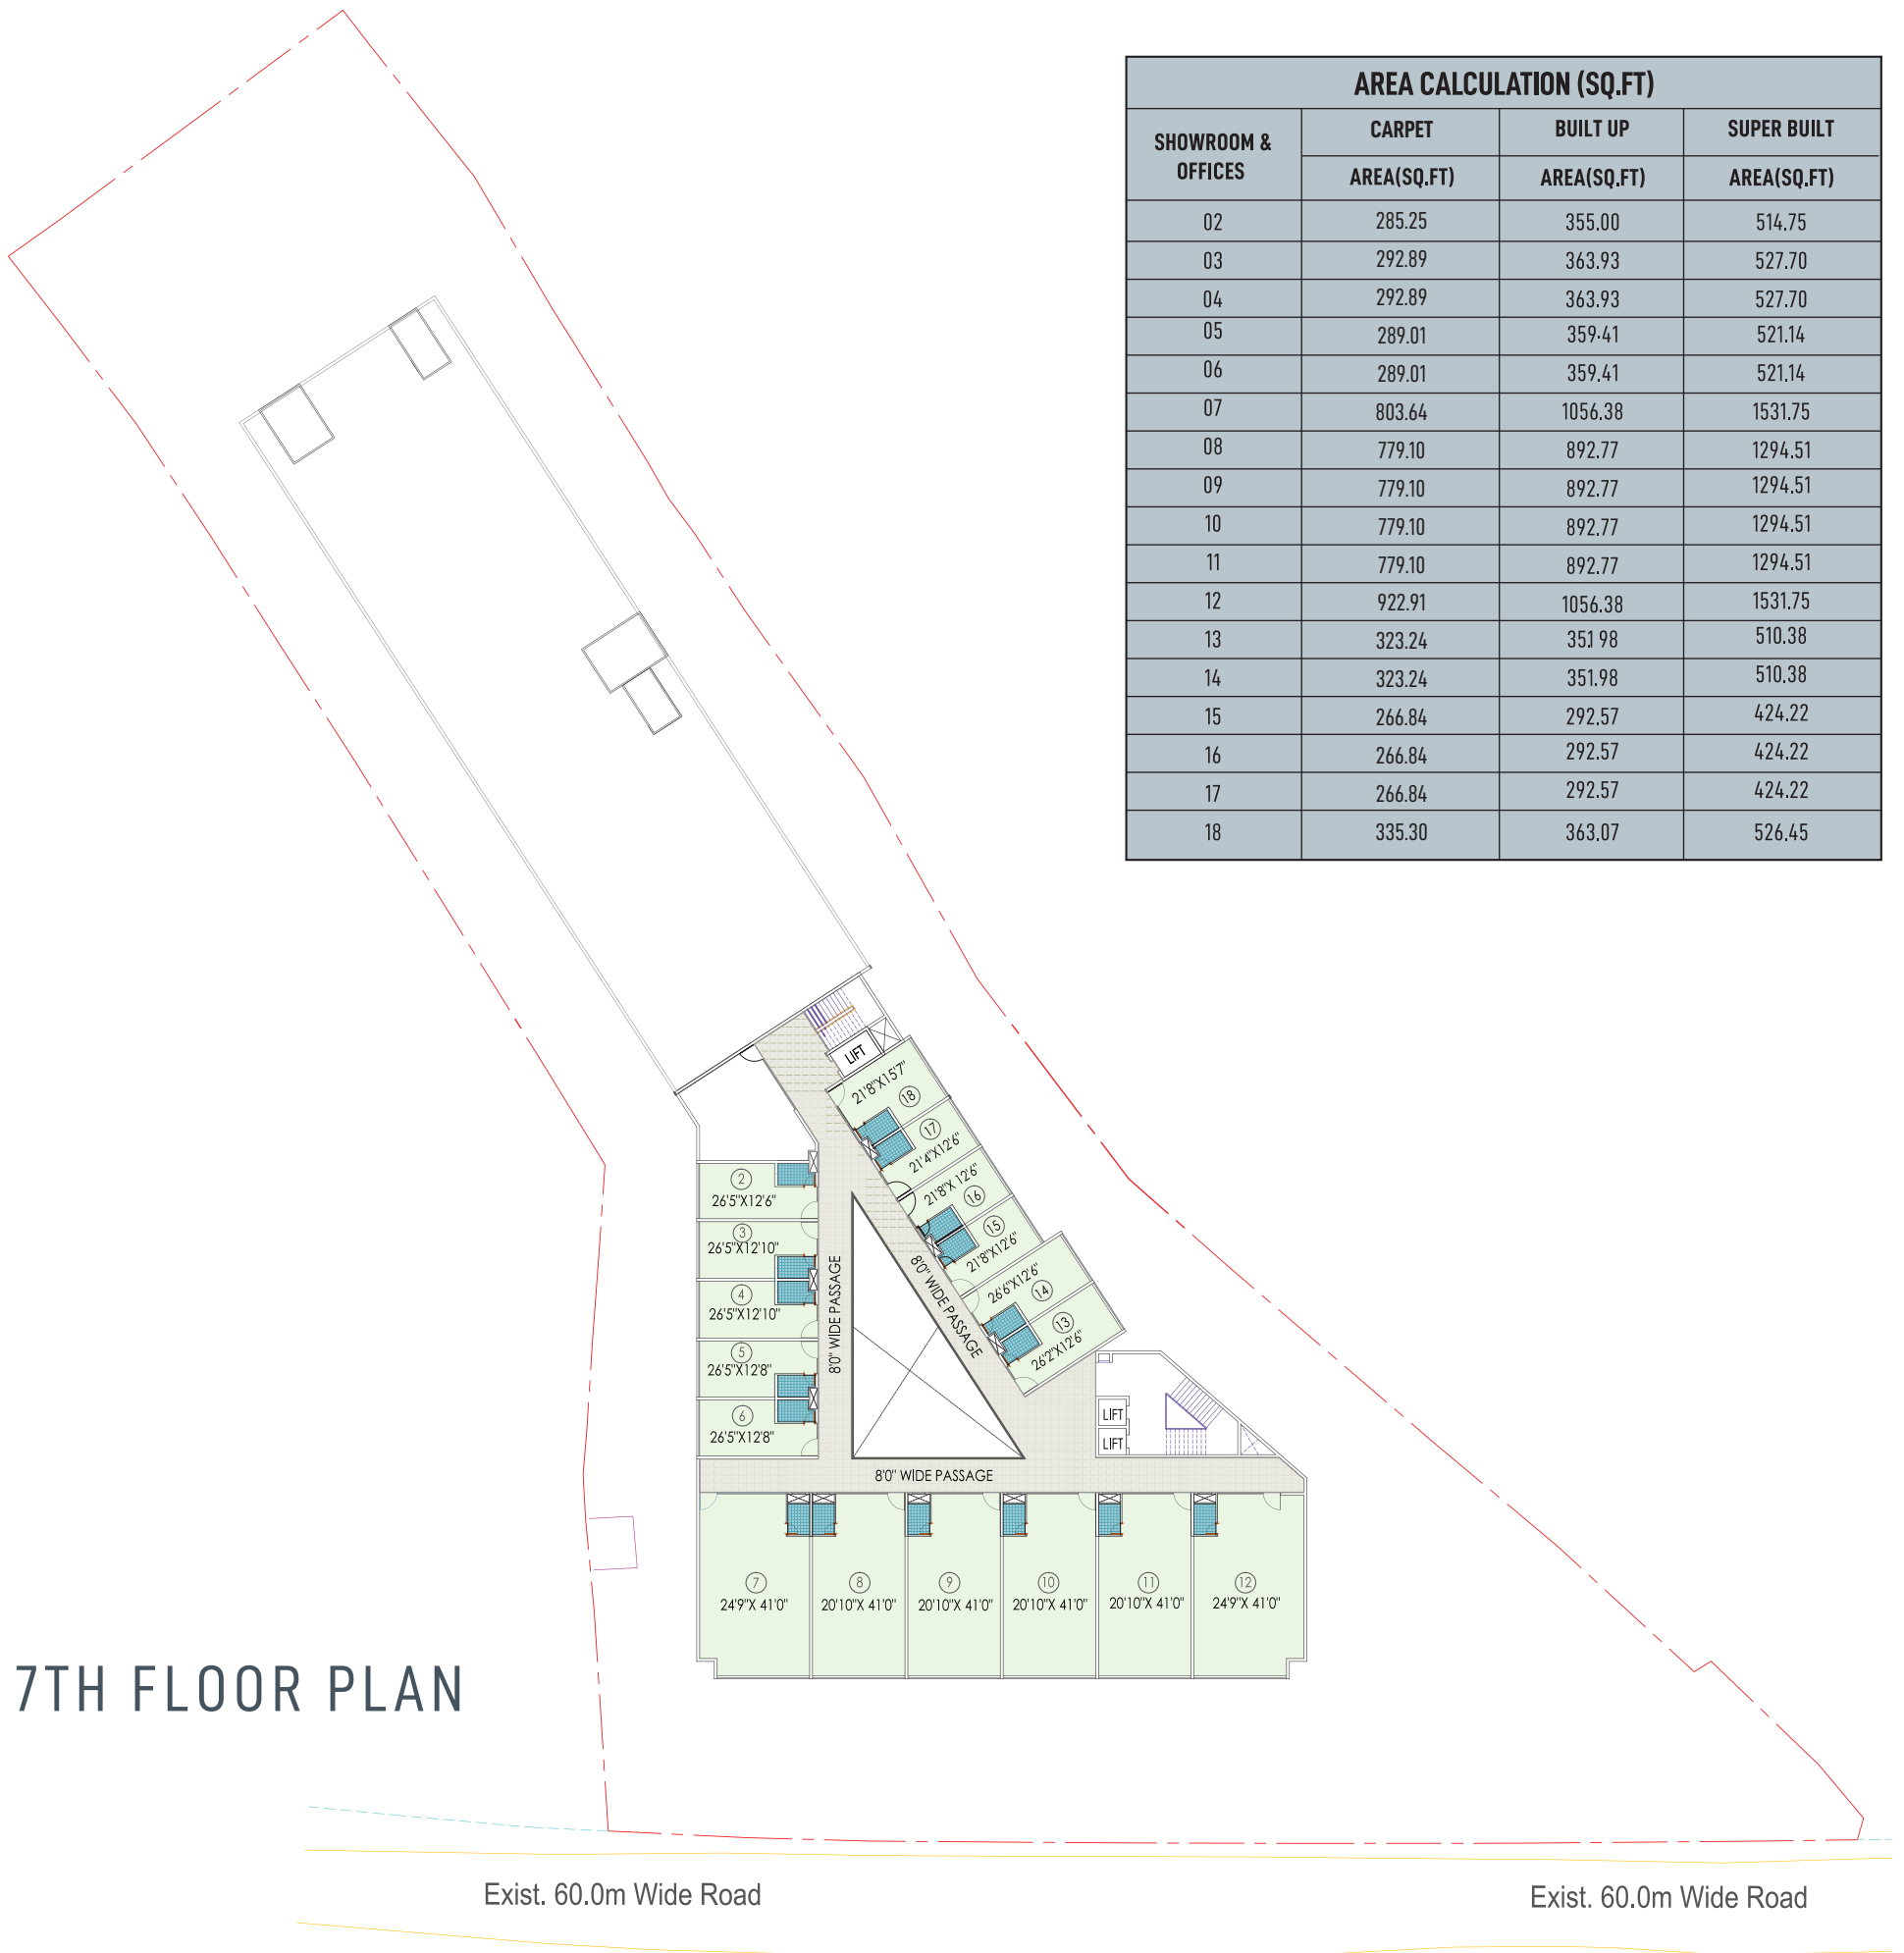 AREA CALCULATION (SQ.FT)
SHOWROOM & OFFICES CARPET AREA(SQ.FT) BUILT UP AREA(SQ.FT) SUPER BUILT AREA(SQ.FT)
02 285.25 355.00 514.75
03 292.89 363.93 527.70
04 292.89 363.93 527.70
05 289.01 359.41 521.14
06 289.01 359.41 521.14
07 803.64 1056.38 1531.75
08 779.10 892.77 1294.51
09 779.10 892.77 1294.51
10 779.10 892.77 1294.51
11 779.10 892.77 1294.51
12 922.91 1056.38 1531.75
13 323.24 351 98 510.38
14 323.24 351.98 510.38
15 266.84 292.57 424.22
16 266.84 292.57 424.22
17 266.84 292.57 424.22
18 335.30 363.07 526.45
LIFT
21'8"X15'7"
18
17
21'4"X12'6"
21'8"X 12'6"
16
15
21'8"X12'6"
26'6"X12'6"
14
13
26'2"X12'6"
2
26'5"X12'6"
3
26'5"X12'10"
4
26'5"X12'10"
5
26'5"X12'8"
6
26'5"X12'8"
8'0" WIDE PASSAGE
8'0" WIDE PASSAGE
LIFT
LIFT
8'0" WIDE PASSAGE
7
24'9"X 41'0"
8
20'10"X 41'0"
9
20'10"X 41'0"
10
20'10"X 41'0"
11
20'10"X 41'0"
12
24'9"X 41'0"
7TH FLOOR PLAN
Exist. 60.0m Wide Road
Exist. 60.0m Wide Road